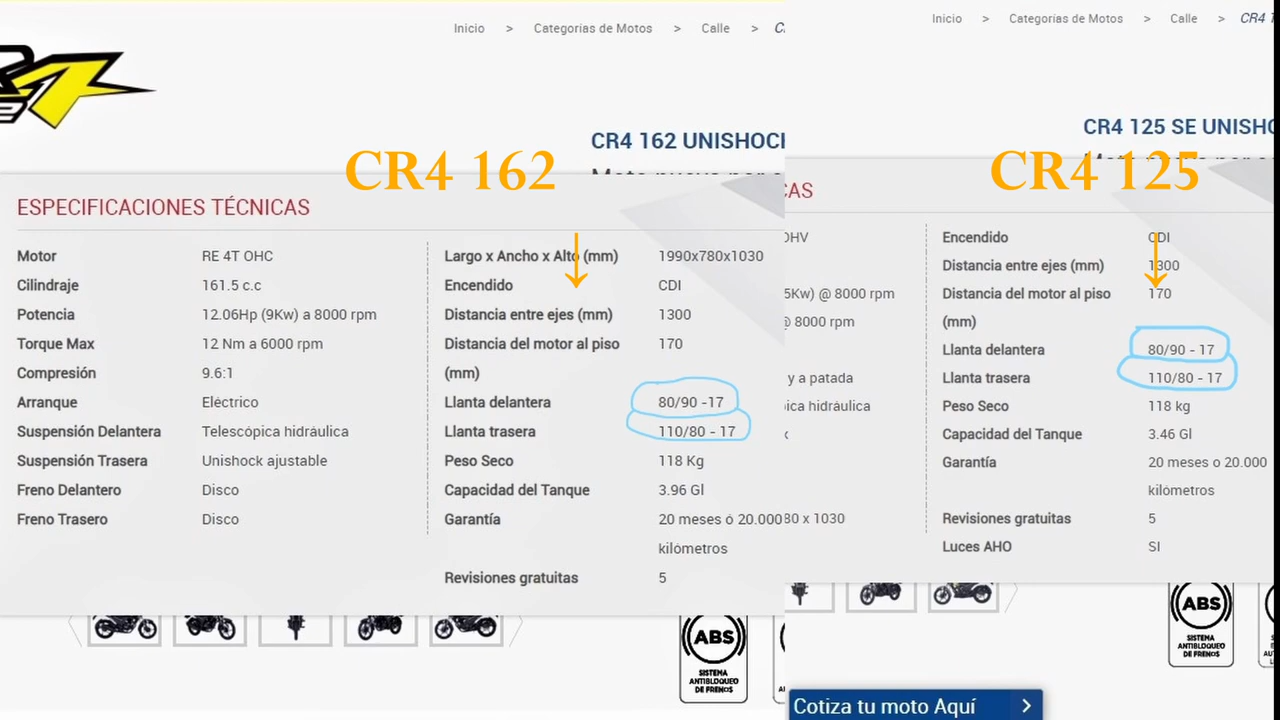 Inicio > Categorías de Motos > Calle >
Inicio > Categorías de Motos > Calle > CR4 1
CR4 162 UNISHOCK
CR4 125 SE UNISHO
CR4 162
CR4 125
ESPECIFICACIONES TÉCNICAS
Motor RE 4T OHC
Cilindraje 161.5 c.c
Potencia 12.06Hp (9Kw) a 8000 rpm
Torque Max 12 Nm a 6000 rpm
Compresión 9.6:1
Arranque Eléctrico
Suspensión Delantera Telescópica hidráulica
Suspensión Trasera Unishock ajustable
Freno Delantero Disco
Freno Trasero Disco
Largo x Ancho x Alto (mm) 1990x780x1030
Encendido CDI
Distancia entre ejes (mm) 1300
Distancia del motor al piso 170
(mm)
Llanta delantera 80/90 -17
Llanta trasera 110/80 - 17
Peso Seco 118 Kg
Capacidad del Tanque 3.96 Gl
Garantía 20 meses ó 20.000
kilómetros
Revisiones gratuitas 5
CAS
OHV
5Kw) @ 8000 rpm
@ 8000 rpm
y a patada
ica hidráulica
80 x 1030
Encendido CDI
Distancia entre ejes (mm) 1300
Distancia del motor al piso 170
(mm)
Llanta delantera 80/90 - 17
Llanta trasera 110/80 - 17
Peso Seco 118 kg
Capacidad del Tanque 3.46 Gl
Garantía 20 meses o 20.000
kilómetros
Revisiones gratuitas 5
Luces AHO SI
ABS
SISTEMA
ANTIBLOQUEO
DE FRENOS
ABS
SISTEMA
ANTIBLOQUEO
DE FRENOS
Cotiza tu moto Aquí >